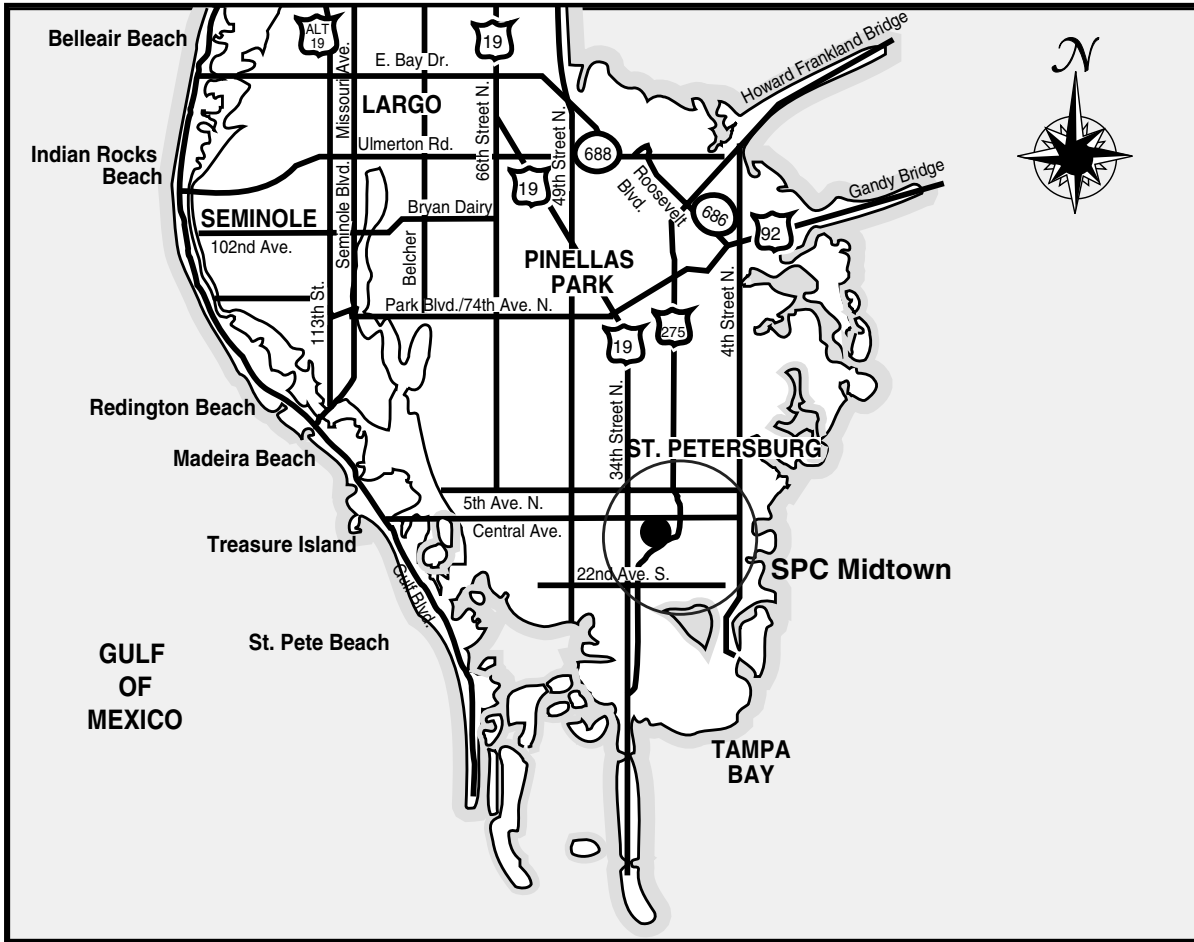 Belleair Beach
ALT
19
Missouri Ave.
19
E. Bay Dr.
Howard Frankland Bridge
N
LARGO
66th Street N.
49th Street N.
Ulmerton Rd.
688
Indian Rocks
Beach
19
Roosevelt
Blvd.
Gandy Bridge
SEMINOLE
Seminole Blvd.
Bryan Dairy
686
92
102nd Ave.
Belcher
PINELLAS
PARK
113th St.
Park Blvd./74th Ave. N.
19
275
4th Street N.
34th Street N.
Redington Beach
ST. PETERSBURG
Madeira Beach
5th Ave. N.
Central Ave.
Treasure Island
Gulf Blvd.
22nd Ave. S.
SPC Midtown
St. Pete Beach
GULF
OF
MEXICO
TAMPA
BAY